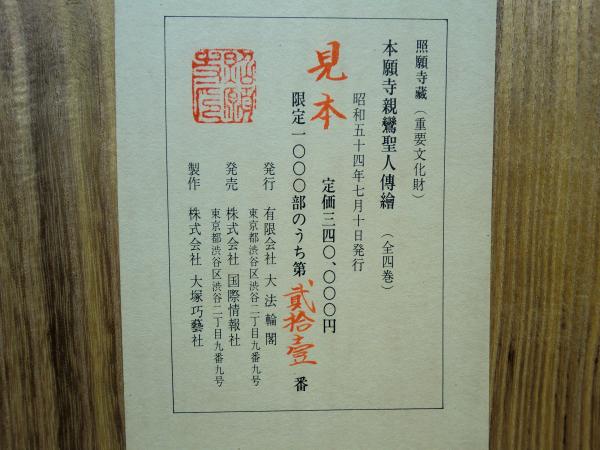 照願寺蔵(重要文化財)
本願寺親鸞聖人傳繪 (全四巻)
昭和五十四年七月十日発行
定価三四〇、〇〇〇円
見本
限定一〇〇〇部のうち第 貳拾壹 番
発行 有限会社 大法輪閣
東京都渋谷区渋谷二丁目九番九号
発売 株式会社 国際情報社
東京都渋谷区渋谷二丁目九番九号
製作 株式会社 大塚巧藝社